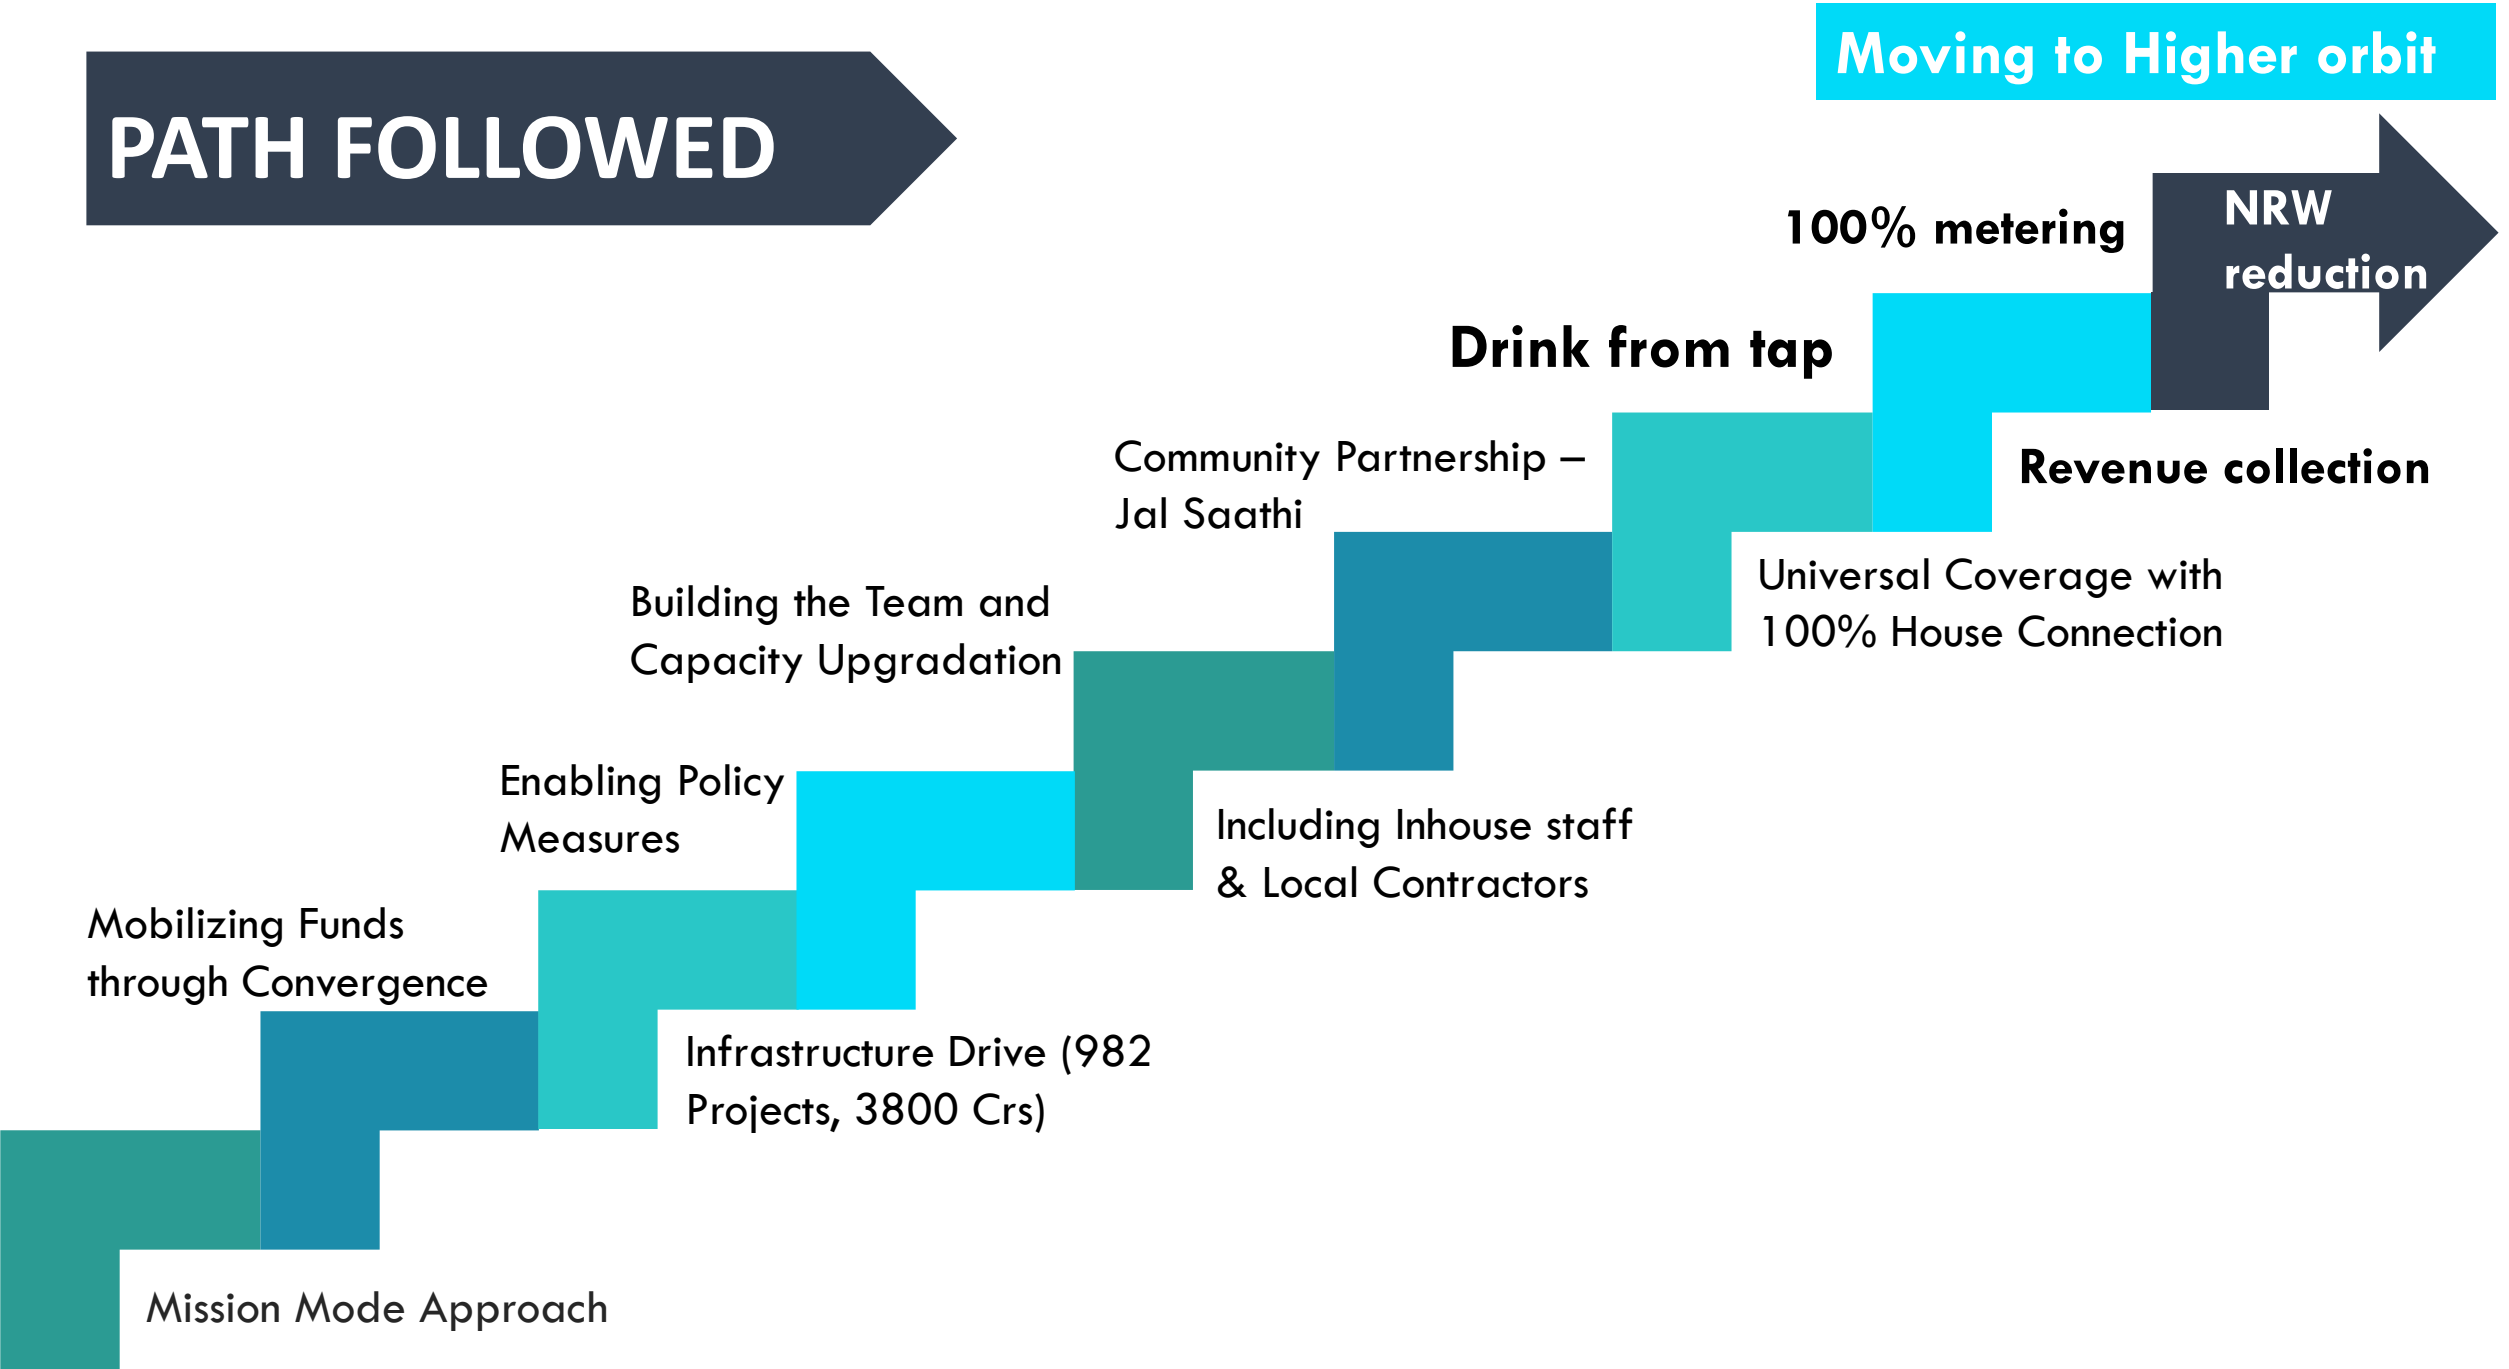 Moving to Higher orbit
PATH FOLLOWED
NRW
reduction
100% metering
Drink from tap
Revenue collection
Community Partnership –
Jal Saathi
Universal Coverage with
100% House Connection
Building the Team and
Capacity Upgradation
Including Inhouse staff
& Local Contractors
Enabling Policy
Measures
Mobilizing Funds
through Convergence
Infrastructure Drive (982
Projects, 3800 Crs)
Mission Mode Approach